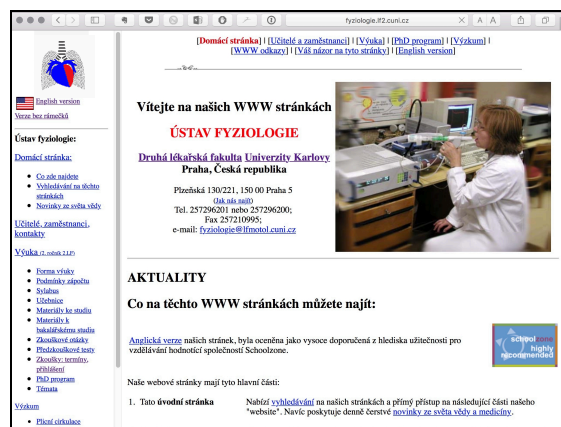 fyziologie.lf2.cuni.cz
A A
English version
Verze bez rámečků
Ústav fyziologie:
Domácí stránka:
Co zde najdete
Vyhledávání na těchto
stránkách
Novinky ze světa vědy
Učitelé, zaměstnanci,
kontakty
Výuka (2. ročník 2.LF)
Forma výuky
Podmínky zápočtu
Sylabus
Učebnice
Materiály ke studiu
Materiály k
bakalářskému studiu
Zkouškové otázky
Předzkouškové testy
Zkoušky: termíny,
přihlášení
PhD program
Témata
Výzkum
Plicní cirkulace
[Domácí stránka] | [Učitelé a zaměstnanci] | [Výuka] | [PhD program] | [Výzkum] |
[WWW odkazy] | [Váš názor na tyto stránky] | [English version]
Vítejte na našich WWW stránkách
ÚSTAV FYZIOLOGIE
Druhá lékařská fakulta Univerzity Karlovy
Praha, Česká republika
Plzeňská 130/221, 150 00 Praha 5
(Jak nás najít)
Tel. 257296201 nebo 257296200;
Fax 257210995;
e-mail: fyziologie@lfmotol.cuni.cz
AKTUALITY
Co na těchto WWW stránkách můžete najít:
Anglická verze našich stránek, byla oceněna jako vysoce doporučená z hlediska užitečnosti pro
vzdělávání hodnotící společností Schoolzone.
schoolzone
highly
recommended
Naše webové stránky mají tyto hlavní části:
1. Tato úvodní stránka
Nabízí vyhledávání na našich stránkách a přímý přístup na následující části našeho
"website". Navíc poskytuje denně čerstvé novinky ze světa vědy a medicíny.